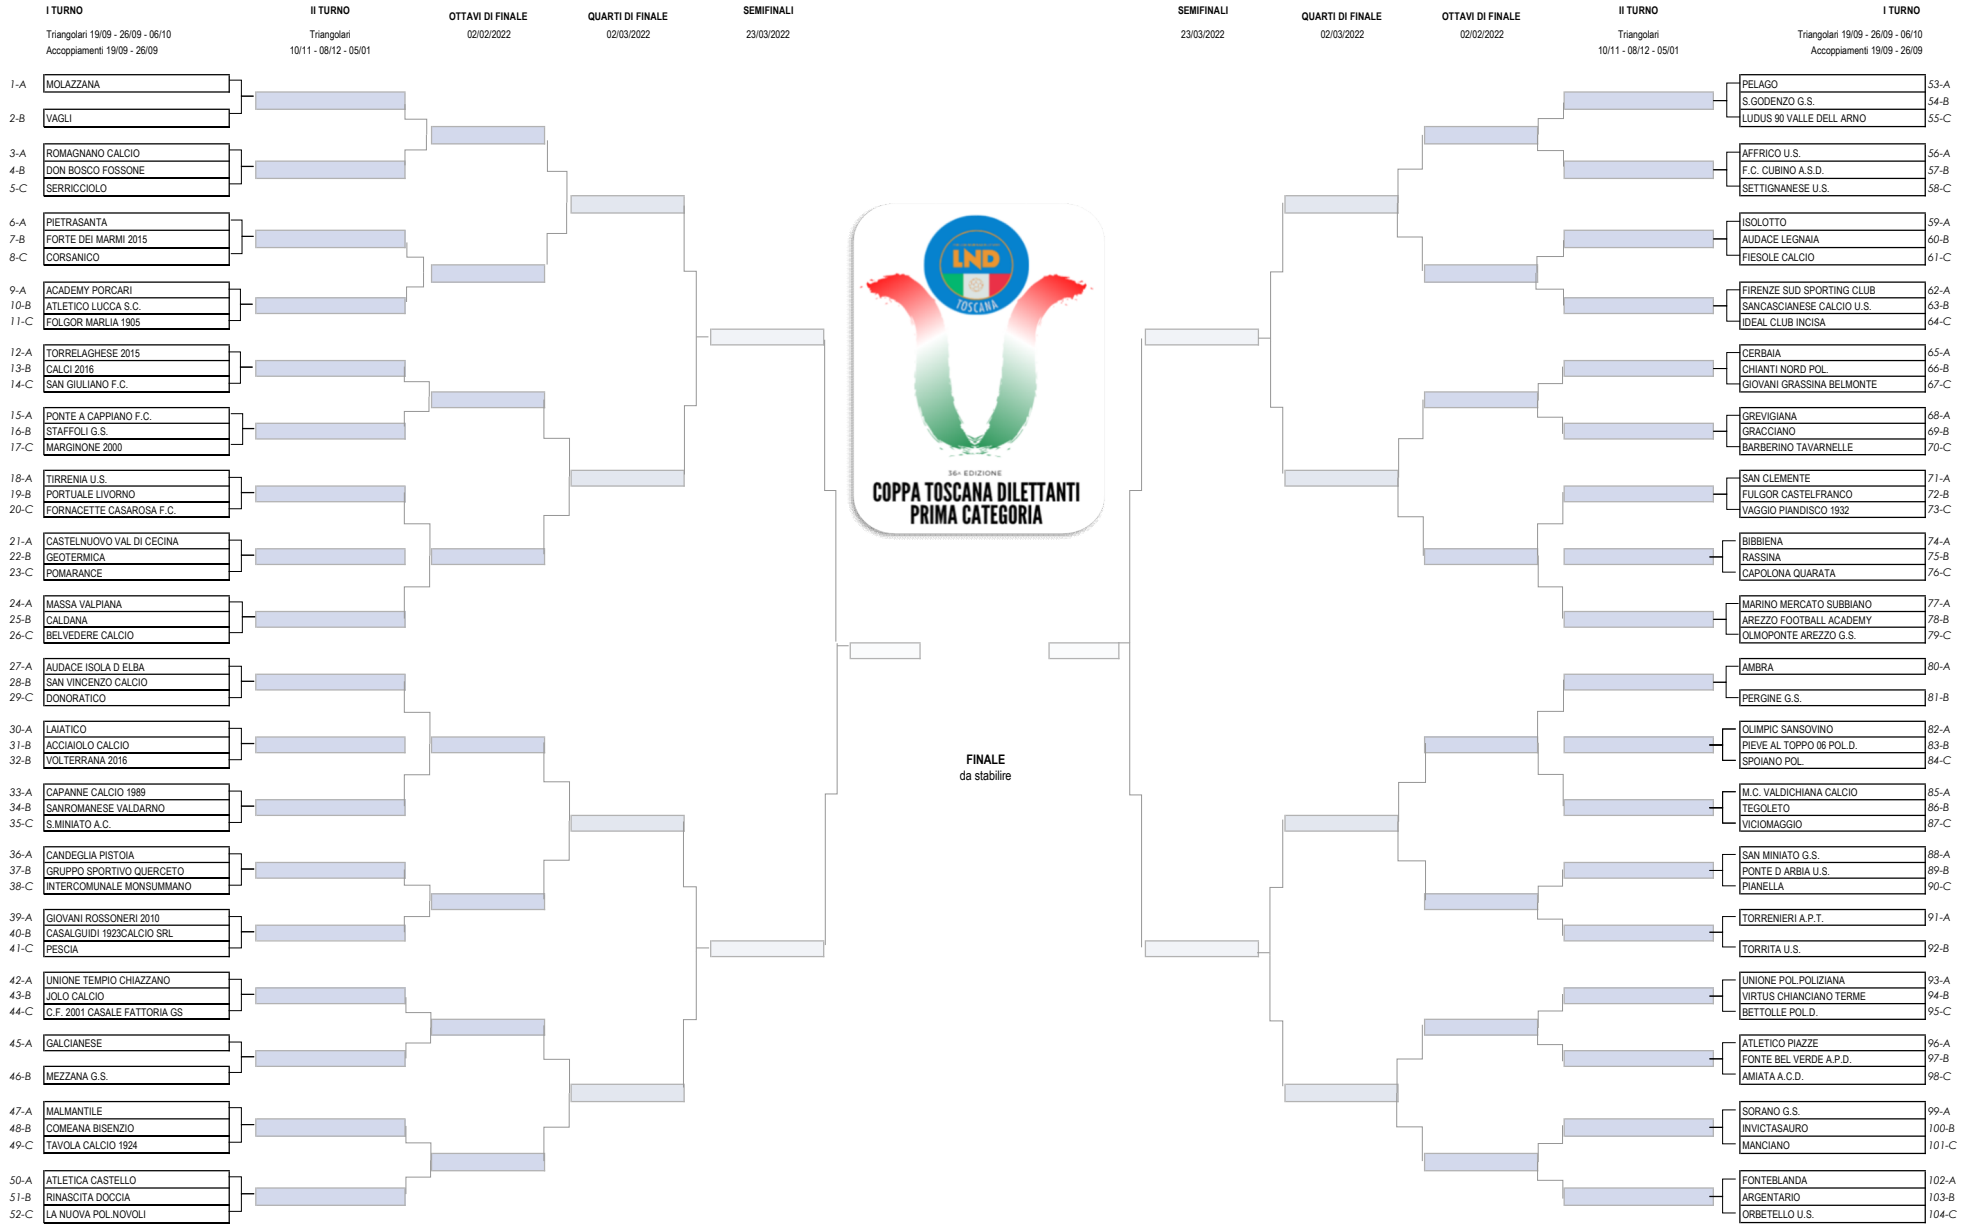 I TURNO
Triangolari 19/09 - 26/09 - 06/10
Accoppiamenti 19/09 - 26/09
II TURNO
Triangolari
10/11 - 08/12 - 05/01
OTTAVI DI FINALE
02/02/2022
QUARTI DI FINALE
02/03/2022
SEMIFINALI
23/03/2022
SEMIFINALI
23/03/2022
QUARTI DI FINALE
02/03/2022
OTTAVI DI FINALE
02/02/2022
II TURNO
Triangolari
10/11 - 08/12 - 05/01
I TURNO
Triangolari 19/09 - 26/09 - 06/10
Accoppiamenti 19/09 - 26/09
1-A MOLAZZANA
2-B VAGLI
3-A ROMAGNANO CALCIO
4-B DON BOSCO FOSSONE
5-C SERRICCIOLO
6-A PIETRASANTA
7-B FORTE DEI MARMI 2015
8-C CORSANICO
9-A ACADEMY PORCARI
10-B ATLETICO LUCCA S.C.
11-C FOLGOR MARLIA 1905
12-A TORRELAGHESE 2015
13-B CALCI 2016
14-C SAN GIULIANO F.C.
15-A PONTE A CAPPIANO F.C.
16-B STAFFOLI G.S.
17-C MARGINONE 2000
18-A TIRRENIA U.S.
19-B PORTUALE LIVORNO
20-C FORNACETTE CASAROSA F.C.
21-A CASTELNUOVO VAL DI CECINA
22-B GEOTERMICA
23-C POMARANCE
24-A MASSA VALPIANA
25-B CALDANA
26-C BELVEDERE CALCIO
27-A AUDACE ISOLA D ELBA
28-B SAN VINCENZO CALCIO
29-C DONORATICO
30-A LAIATICO
31-B ACCIAIOLO CALCIO
32-B VOLTERRANA 2016
33-A CAPANNE CALCIO 1989
34-B SANROMANESE VALDARNO
35-C S.MINIATO A.C.
36-A CANDEGLIA PISTOIA
37-B GRUPPO SPORTIVO QUERCETO
38-C INTERCOMUNALE MONSUMMANO
39-A GIOVANI ROSSONERI 2010
40-B CASALGUIDI 1923CALCIO SRL
41-C PESCIA
42-A UNIONE TEMPIO CHIAZZANO
43-B JOLO CALCIO
44-C C.F. 2001 CASALE FATTORIA GS
45-A GALCIANESE
46-B MEZZANA G.S.
47-A MALMANTILE
48-B COMEANA BISENZIO
49-C TAVOLA CALCIO 1924
50-A ATLETICA CASTELLO
51-B RINASCITA DOCCIA
52-C LA NUOVA POL.NOVOLI
LND
TOSCANA
36ª EDIZIONE
COPPA TOSCANA DILETTANTI
PRIMA CATEGORIA
FINALE
da stabilire
PELAGO 53-A
S.GODENZO G.S. 54-B
LUDUS 90 VALLE DELL ARNO 55-C
AFFRICO U.S. 56-A
F.C. CUBINO A.S.D. 57-B
SETTIGNANESE U.S. 58-C
ISOLOTTO 59-A
AUDACE LEGNAIA 60-B
FIESOLE CALCIO 61-C
FIRENZE SUD SPORTING CLUB 62-A
SANCASCIANESE CALCIO U.S. 63-B
IDEAL CLUB INCISA 64-C
CERBAIA 65-A
CHIANTI NORD POL. 66-B
GIOVANI GRASSINA BELMONTE 67-C
GREVIGIANA 68-A
GRACCIANO 69-B
BARBERINO TAVARNELLE 70-C
SAN CLEMENTE 71-A
FULGOR CASTELFRANCO 72-B
VAGGIO PIANDISCO 1932 73-C
BIBBIENA 74-A
RASSINA 75-B
CAPOLONA QUARATA 76-C
MARINO MERCATO SUBBIANO 77-A
AREZZO FOOTBALL ACADEMY 78-B
OLMOPONTE AREZZO G.S. 79-C
AMBRA 80-A
PERGINE G.S. 81-B
OLIMPIC SANSOVINO 82-A
PIEVE AL TOPPO 06 POL.D. 83-B
SPOIANO POL. 84-C
M.C. VALDICHIANA CALCIO 85-A
TEGOLETO 86-B
VICIOMAGGIO 87-C
SAN MINIATO G.S. 88-A
PONTE D ARBIA U.S. 89-B
PIANELLA 90-C
TORRENIERI A.P.T. 91-A
TORRITA U.S. 92-B
UNIONE POL.POLIZIANA 93-A
VIRTUS CHIANCIANO TERME 94-B
BETTOLLE POL.D. 95-C
ATLETICO PIAZZE 96-A
FONTE BEL VERDE A.P.D. 97-B
AMIATA A.C.D. 98-C
SORANO G.S. 99-A
INVICTASAURO 100-B
MANCIANO 101-C
FONTEBLANDA 102-A
ARGENTARIO 103-B
ORBETELLO U.S. 104-C